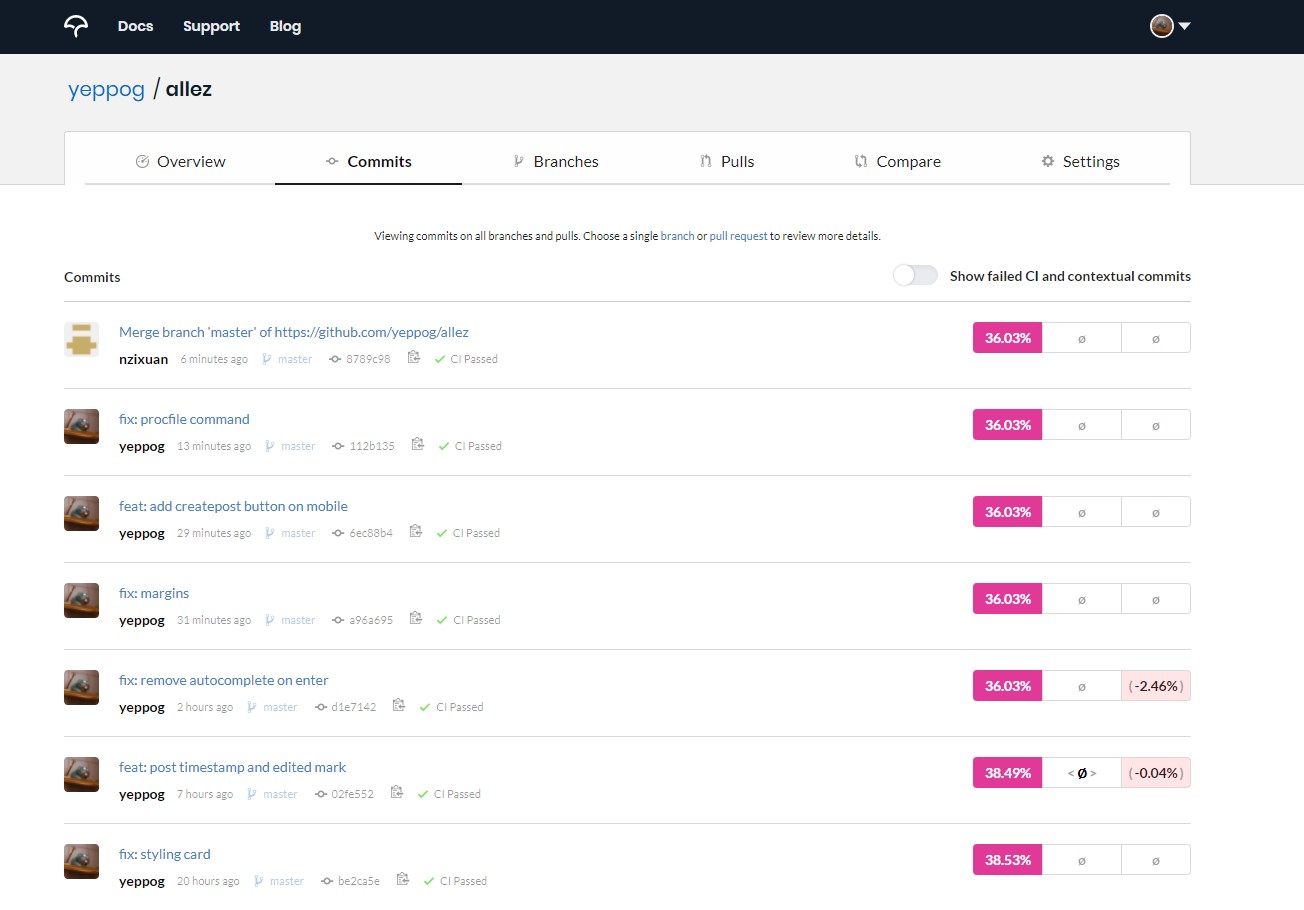 Docs Support Blog
yeppog / allez
Overview Commits Branches Pulls Compare Settings
Viewing commits on all branches and pulls. Choose a single branch or pull request to review more details.
Commits Show failed CI and contextual commits
Merge branch 'master' of https://github.com/yeppog/allez 36.03% ø ø
nzixuan 6 minutes ago master 8789c98 CI Passed
fix: procfile command 36.03% ø ø
yeppog 13 minutes ago master 112b135 CI Passed
feat: add createpost button on mobile 36.03% ø ø
yeppog 29 minutes ago master 6ec88b4 CI Passed
fix: margins 36.03% ø ø
yeppog 31 minutes ago master a96a695 CI Passed
fix: remove autocomplete on enter 36.03% ø (-2.46%)
yeppog 2 hours ago master d1e7142 CI Passed
feat: post timestamp and edited mark 38.49% <Ø> (-0.04%)
yeppog 7 hours ago master 02fe552 CI Passed
fix: styling card 38.53% ø ø
yeppog 20 hours ago master be2ca5e CI Passed